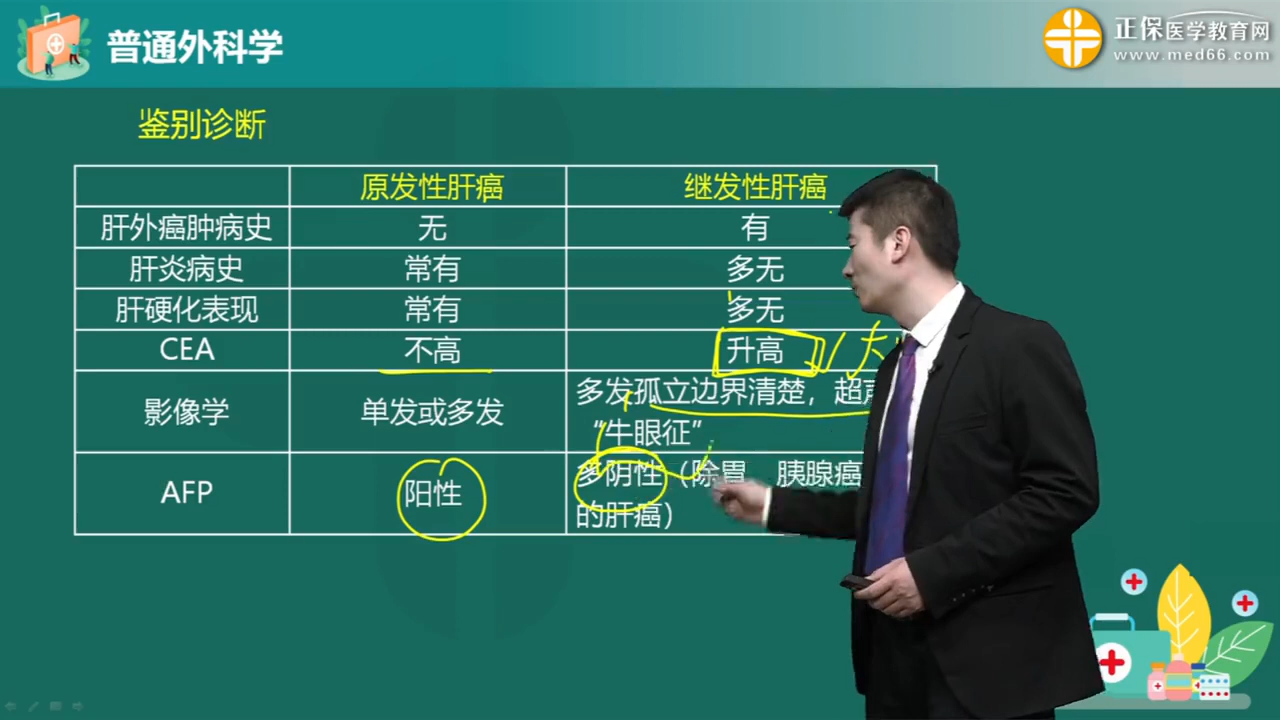 普通外科学
正保医学教育网
www.med66.com
鉴别诊断
原发性肝癌 继发性肝癌
肝外癌肿病史 无 有
肝炎病史 常有 多无
肝硬化表现 常有 多无
CEA 不高 升高
影像学 单发或多发 多发孤立边界清楚，超
“牛眼征”
AFP 阳性 多阴性（除胃、胰腺癌
的肝癌）